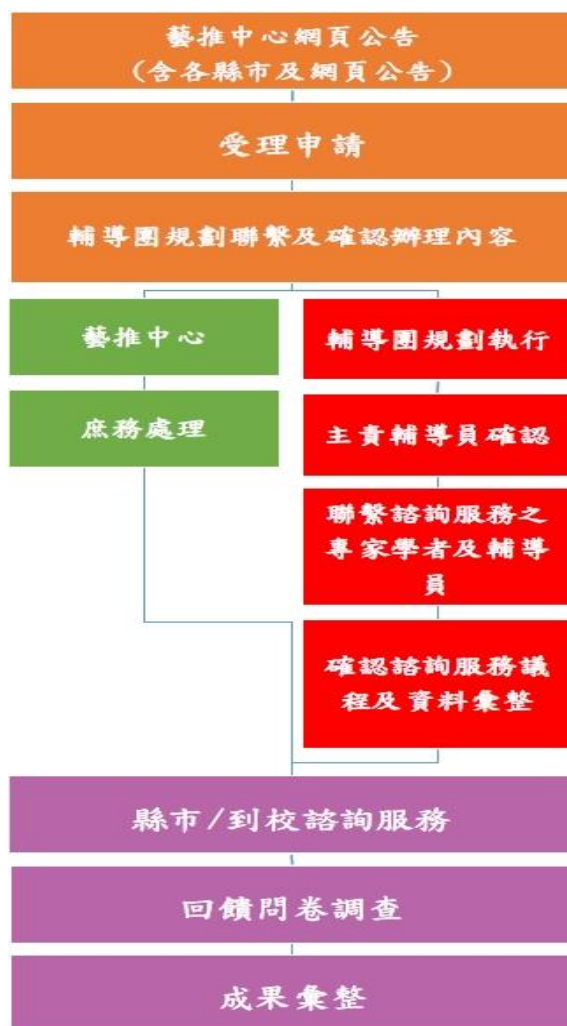 藝推中心網頁公告
(含各縣市及網頁公告)
受理申請
輔導團規劃聯繫及確認辦理內容
藝推中心
輔導團規劃執行
庶務處理
主責輔導員確認
聯繫諮詢服務之
專家學者及輔導
員
確認諮詢服務議
程及資料彙整
縣市/到校諮詢服務
回饋問卷調查
成果彙整